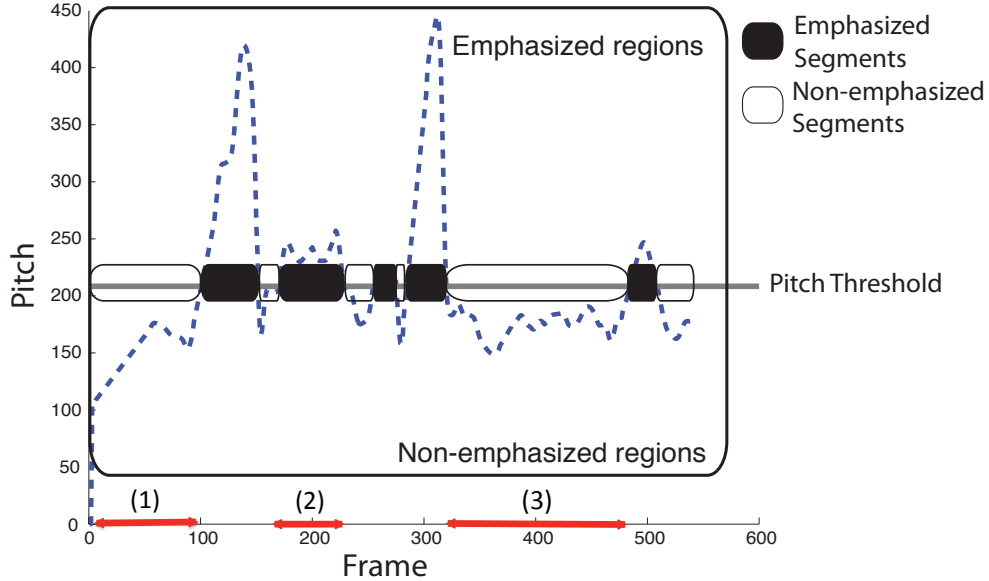 450
400
350
300
250
200
150
100
50
0
Pitch
Emphasized regions
Emphasized
Segments
Non-emphasized
Segments
Pitch Threshold
Non-emphasized regions
(1)
(2)
(3)
0
100
200
300
400
500
600
Frame